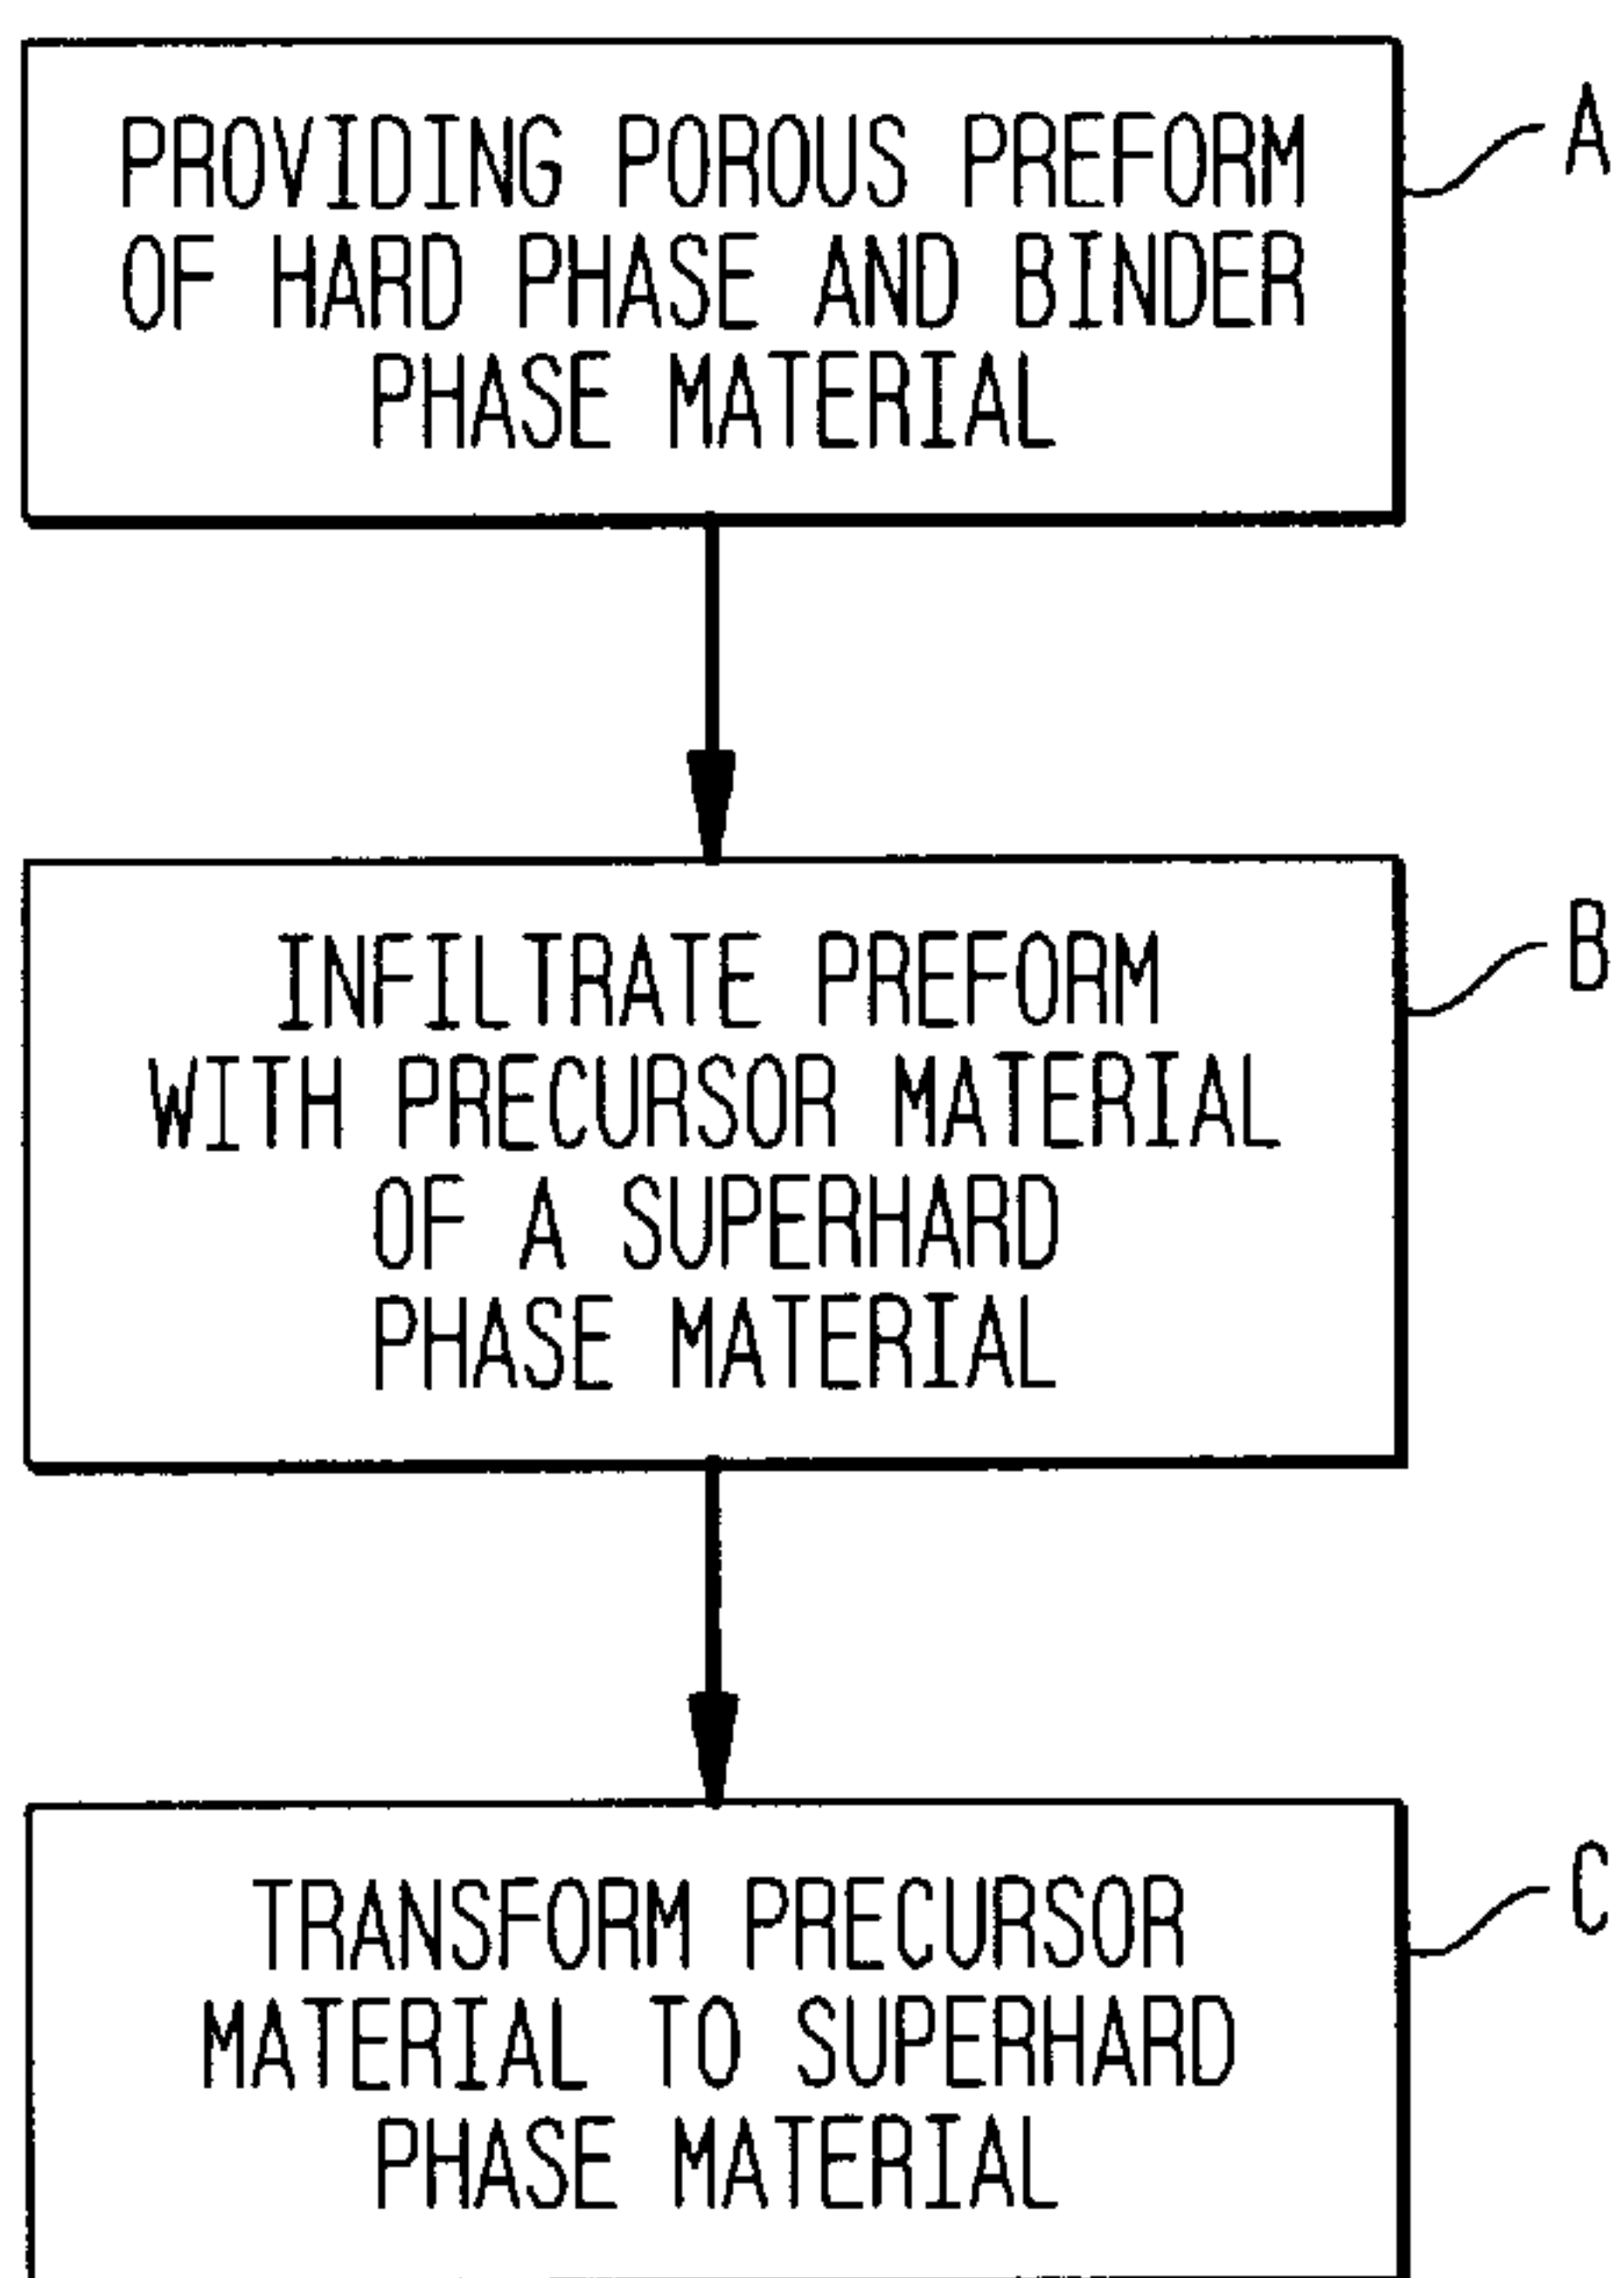 PROVIDING POROUS PREFORM
OF HARD PHASE AND BINDER
PHASE MATERIAL
A
INFILTRATE PREFORM
WITH PRECURSOR MATERIAL
OF A SUPERHARD
PHASE MATERIAL
B
TRANSFORM PRECURSOR
MATERIAL TO SUPERHARD
PHASE MATERIAL
C